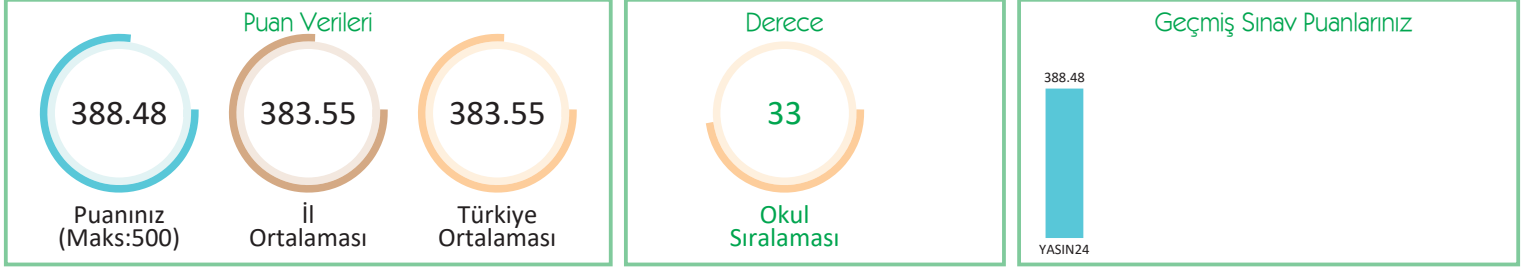 Puan Verileri
388.48
383.55
383.55
Puanınız
(Maks:500)
İl
Ortalaması
Türkiye
Ortalaması
Derece
33
Okul
Sıralaması
Geçmiş Sınav Puanlarınız
388.48
YASIN24